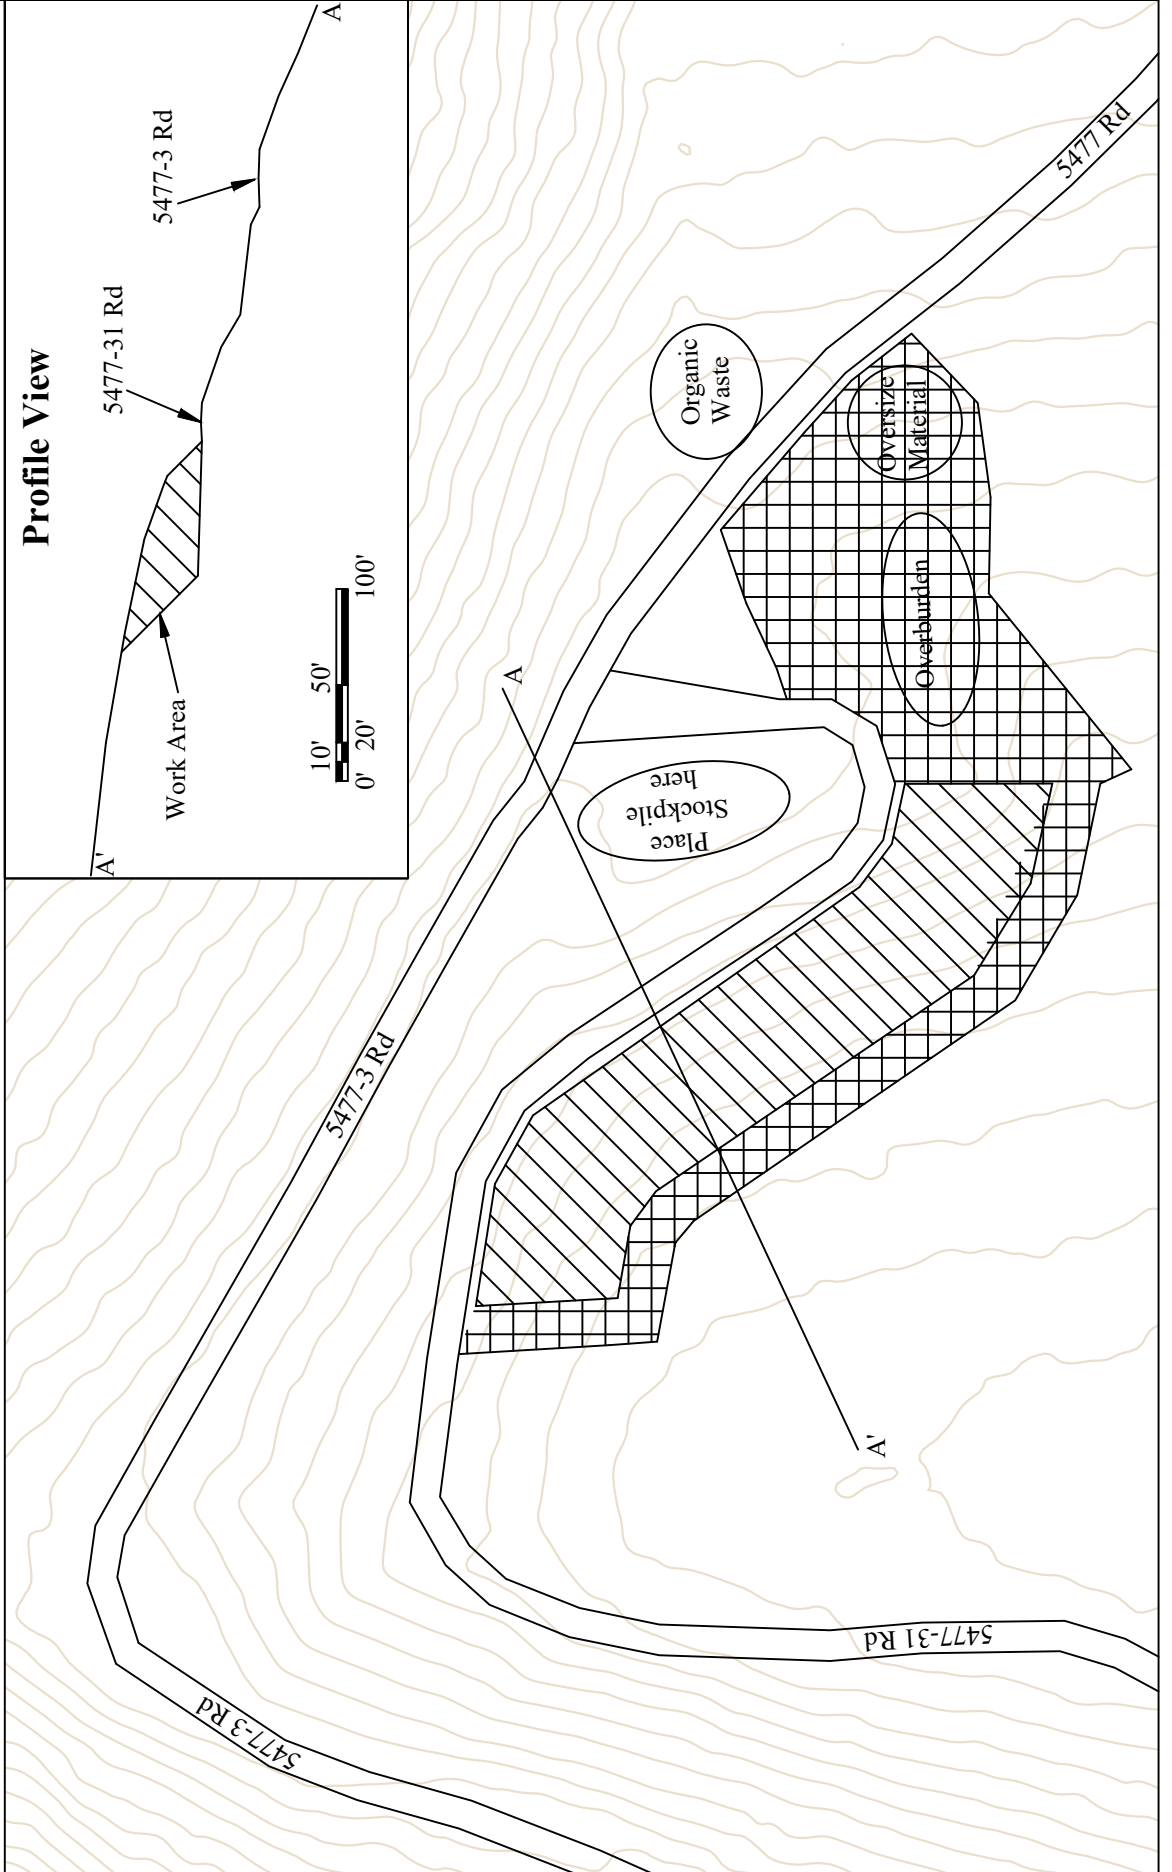 Profile View
A'
A
5477-31 Rd
5477-3 Rd
Work Area
10'
50'
0'
20'
100'
5477-3 Rd
5477-3 Rd
A
A'
Place
Stockpile
here
Organic
Waste
5477 Rd
Oversize
Material
Overburden
5477-31 Rd